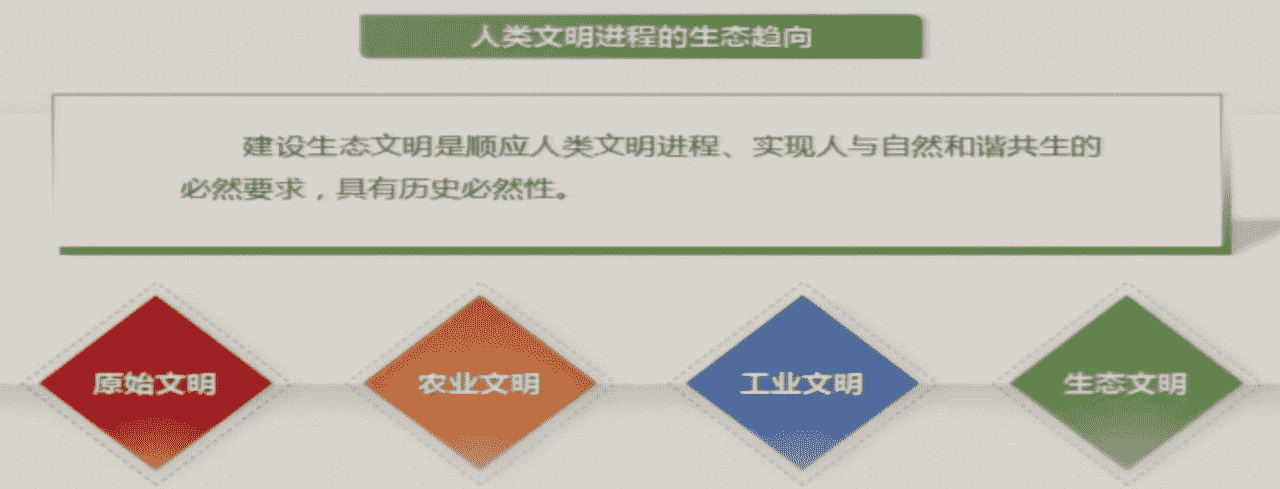 人类文明进程的生态趋向
建设生态文明是顺应人类文明进程、实现人与自然和谐共生的
必然要求，具有历史必然性。
原始文明
农业文明
工业文明
生态文明